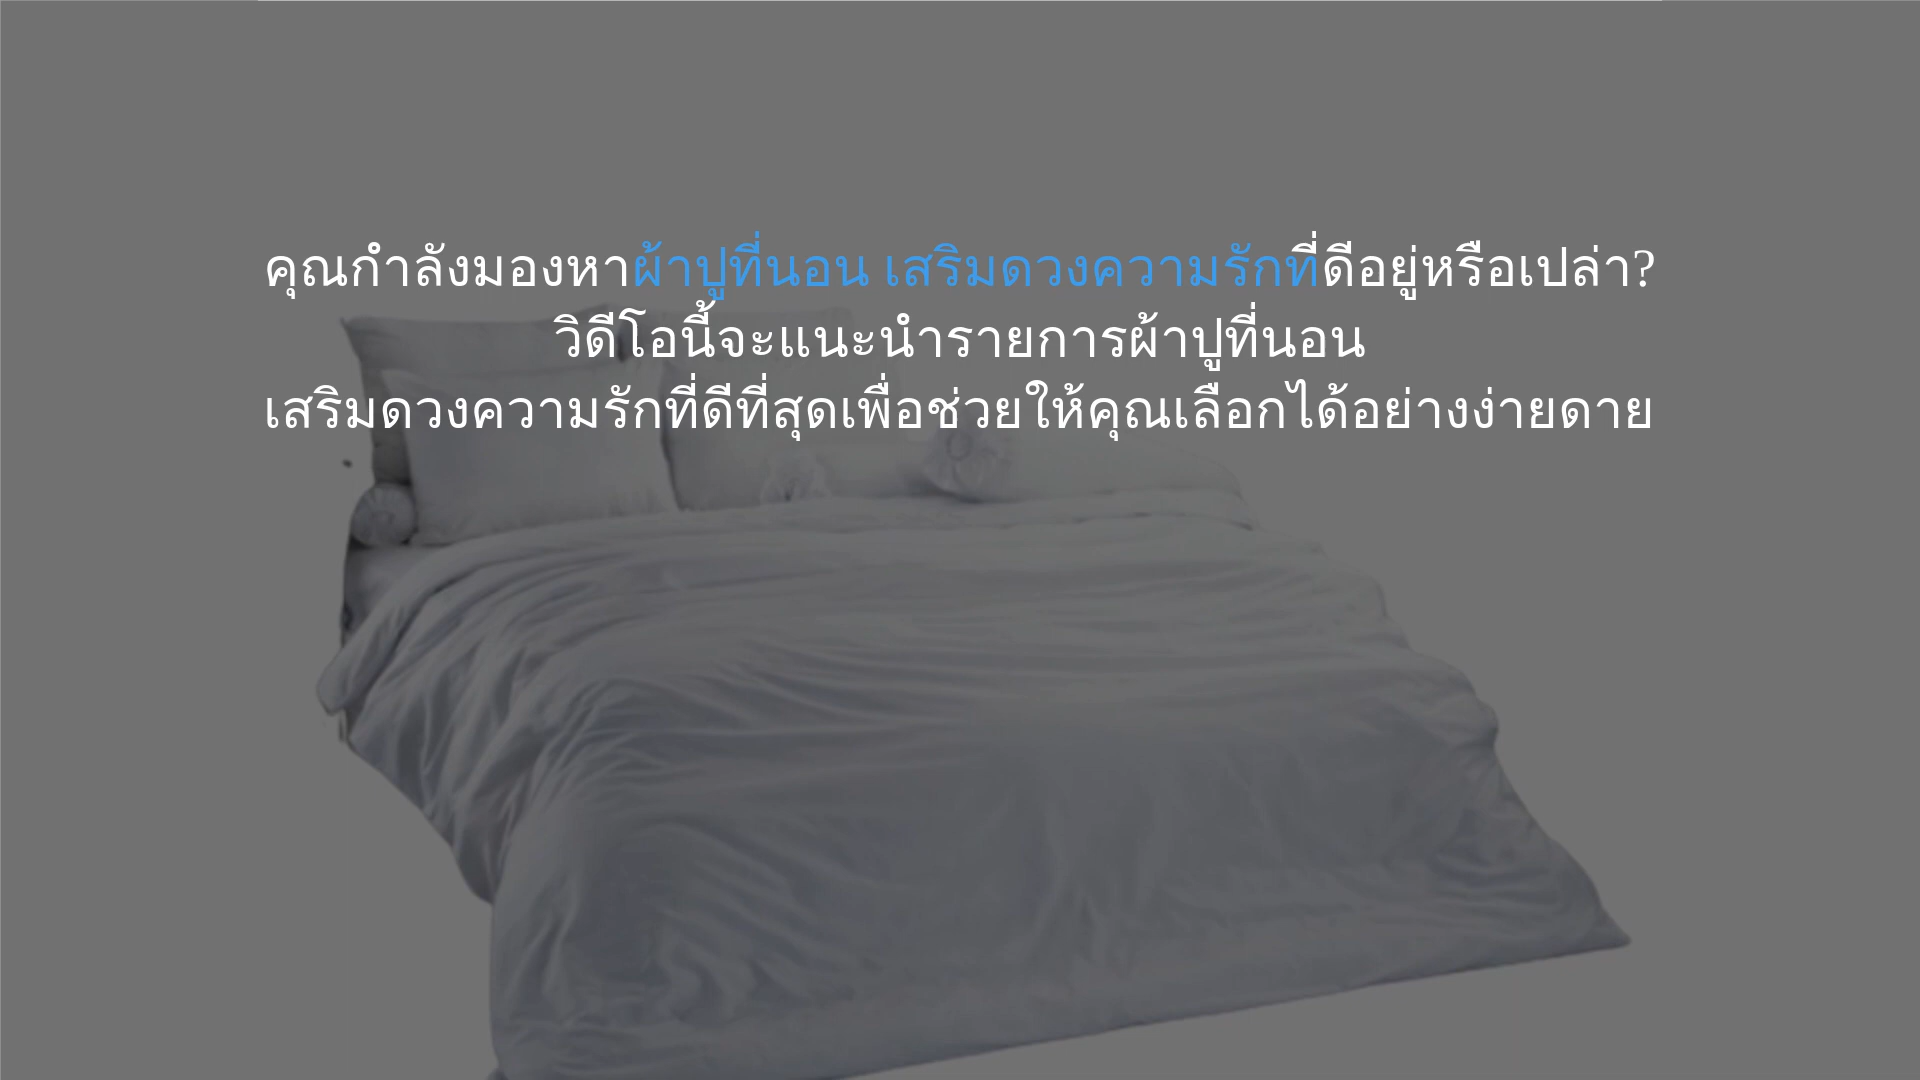 คุณกำลังมองหาผ้าปูที่นอน เสริมดวงความรักที่ดีอยู่หรือเปล่า?
วิดีโอนี้จะแนะนำรายการผ้าปูที่นอน
เสริมดวงความรักที่ดีที่สุดเพื่อช่วยให้คุณเลือกได้อย่างง่ายดาย